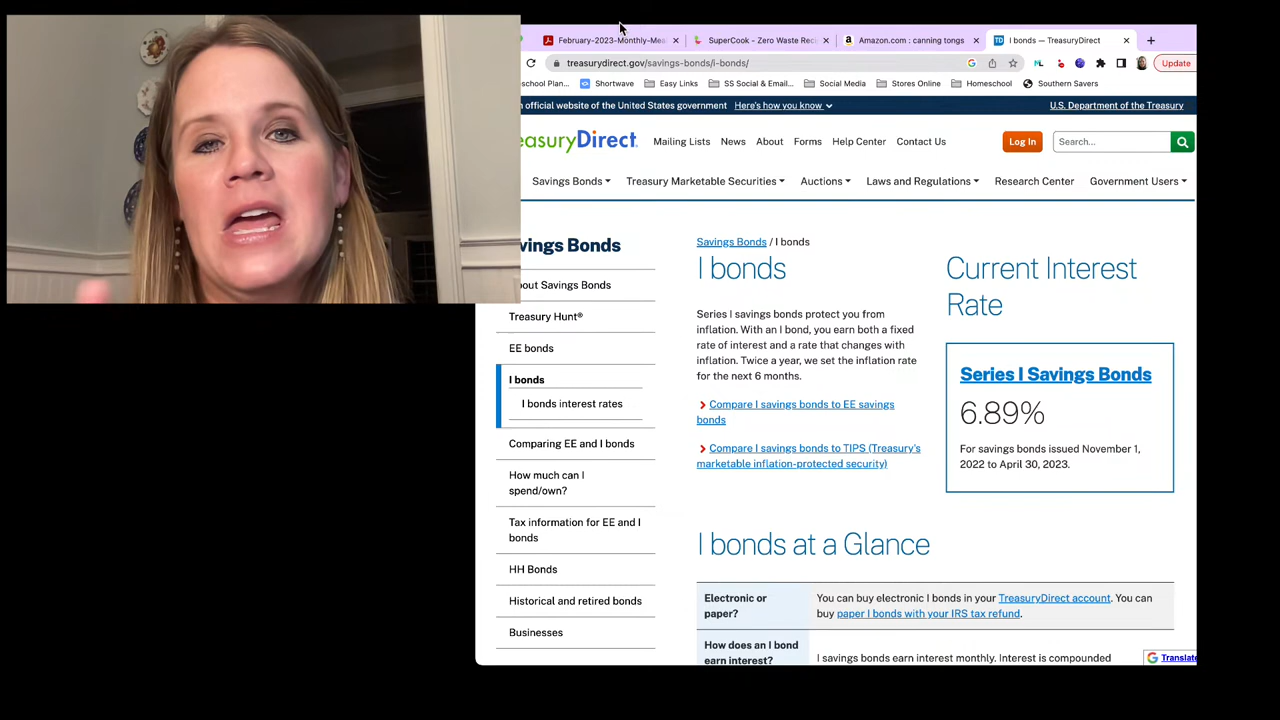 February-2023-Monthly-Mea
SuperCook - Zero Waste Reci
Amazon.com : canning tongs
I bonds — TreasuryDirect
treasurydirect.gov/savings-bonds/i-bonds/
Update
school Plan...
Shortwave
Easy Links
SS Social & Email...
Social Media
Stores Online
Homeschool
Southern Savers
n official website of the United States government
Here's how you know
U.S. Department of the Treasury
easuryDirect
Mailing Lists
News
About
Forms
Help Center
Contact Us
Log In
Search...
Savings Bonds
Treasury Marketable Securities
Auctions
Laws and Regulations
Research Center
Government Users
vings Bonds
bout Savings Bonds
Treasury Hunt®
EE bonds
I bonds
I bonds interest rates
Comparing EE and I bonds
How much can I
spend/own?
Tax information for EE and I
bonds
HH Bonds
Historical and retired bonds
Businesses
Savings Bonds / I bonds
I bonds
Series I savings bonds protect you from
inflation. With an I bond, you earn both a fixed
rate of interest and a rate that changes with
inflation. Twice a year, we set the inflation rate
for the next 6 months.
Compare I savings bonds to EE savings
bonds
Compare I savings bonds to TIPS (Treasury's
marketable inflation-protected security)
Current Interest
Rate
Series I Savings Bonds
6.89%
For savings bonds issued November 1,
2022 to April 30, 2023.
I bonds at a Glance
Electronic or
paper?
You can buy electronic I bonds in your TreasuryDirect account. You can
buy paper I bonds with your IRS tax refund.
How does an I bond
earn interest?
I savings bonds earn interest monthly. Interest is compounded
Translate